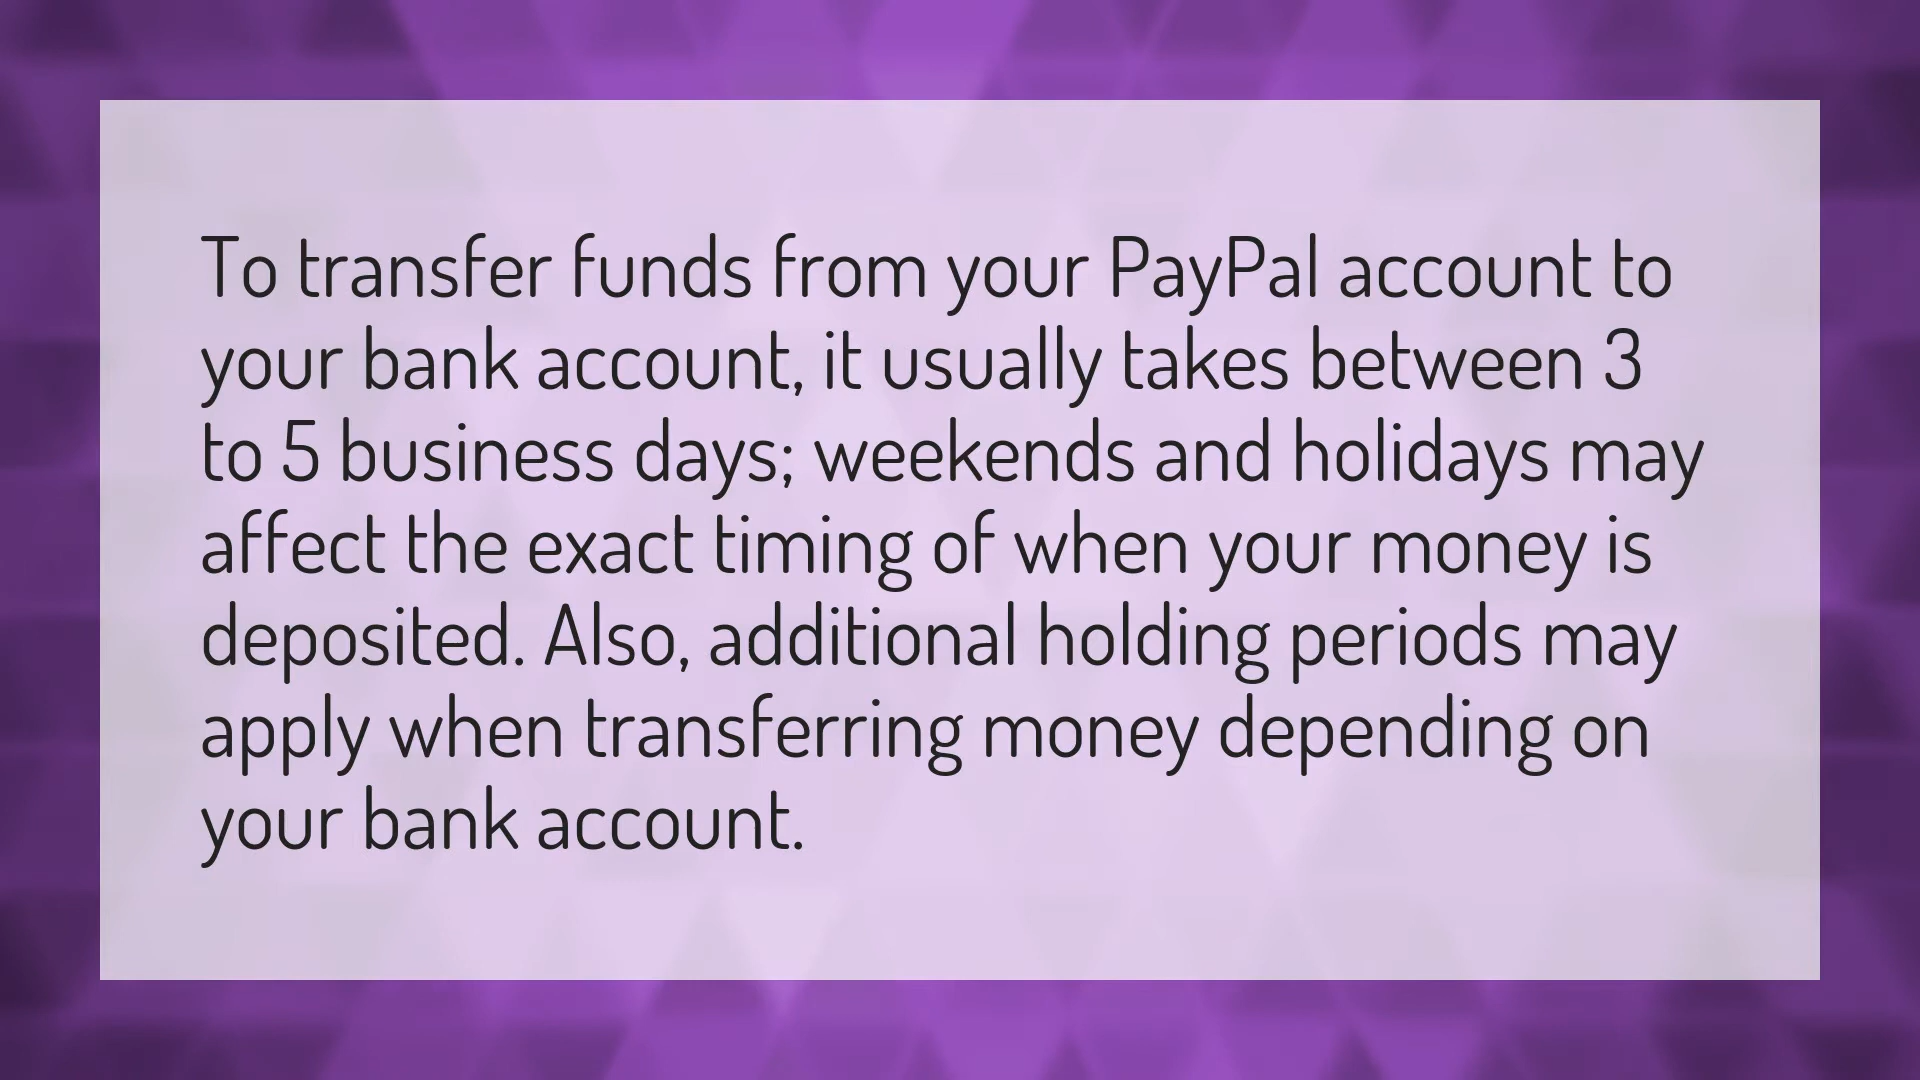 To transfer funds from your PayPal account to
your bank account, it usually takes between 3
to 5 business days; weekends and holidays may
affect the exact timing of when your money is
deposited. Also, additional holding periods may
apply when transferring money depending on
your bank account.